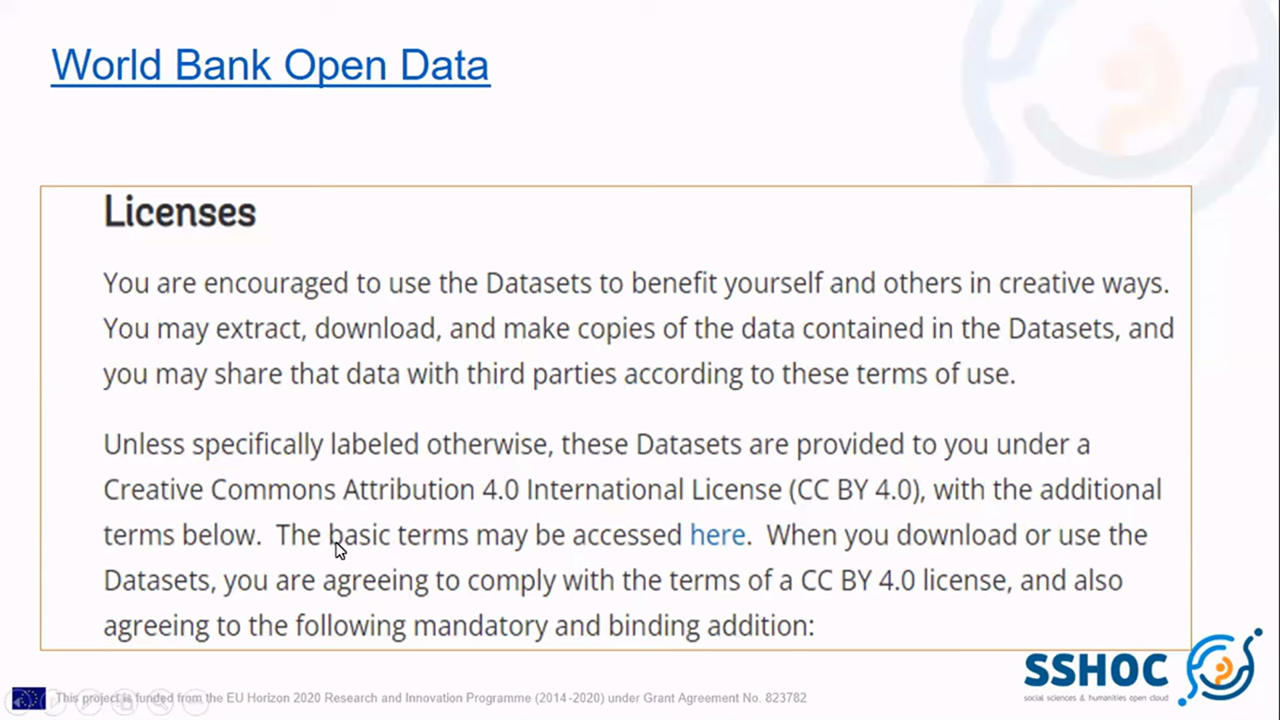 World Bank Open Data
Licenses
You are encouraged to use the Datasets to benefit yourself and others in creative ways.
You may extract, download, and make copies of the data contained in the Datasets, and
you may share that data with third parties according to these terms of use.
Unless specifically labeled otherwise, these Datasets are provided to you under a
Creative Commons Attribution 4.0 International License (CC BY 4.0), with the additional
terms below. The basic terms may be accessed here. When you download or use the
Datasets, you are agreeing to comply with the terms of a CC BY 4.0 license, and also
agreeing to the following mandatory and binding addition:
SSHOC
social sciences & humanities open cloud
This project is funded from the EU Horizon 2020 Research and Innovation Programme (2014-2020) under Grant Agreement No. 823782